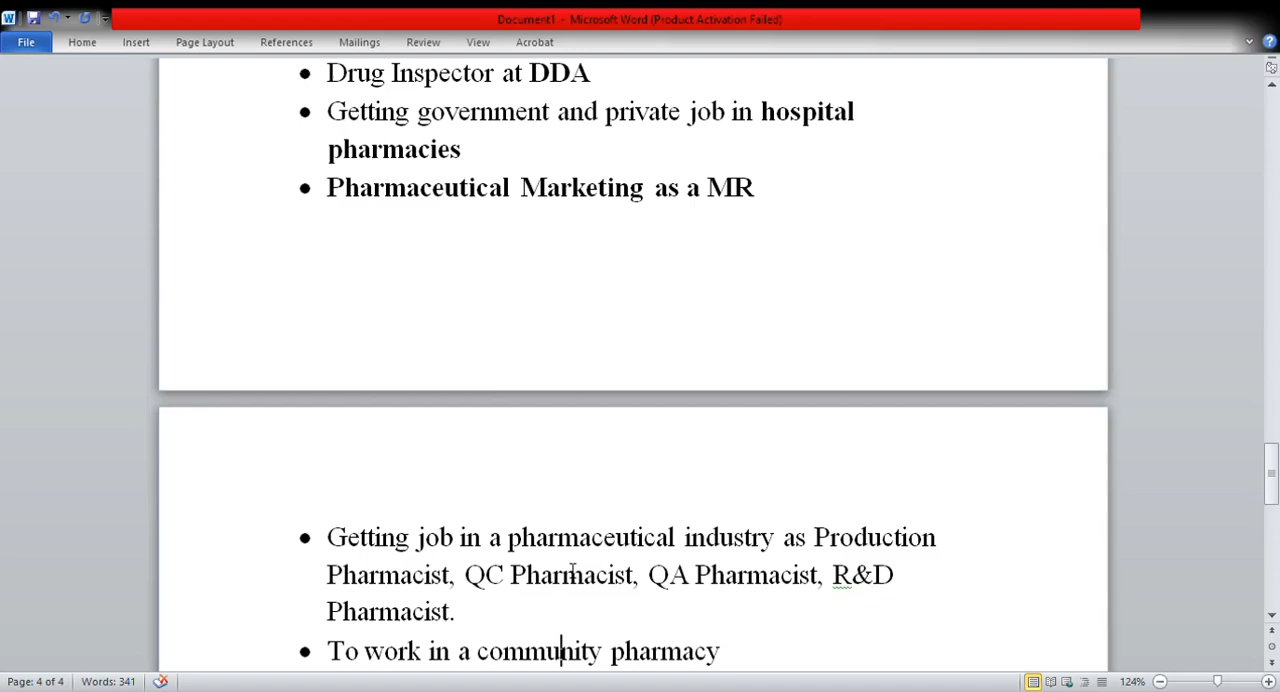 Document1 - Microsoft Word (Product Activation Failed)
File Home Insert Page Layout References Mailings Review View Acrobat
• Drug Inspector at DDA
• Getting government and private job in hospital
pharmacies
• Pharmaceutical Marketing as a MR
• Getting job in a pharmaceutical industry as Production
Pharmacist, QC Pharmacist, QA Pharmacist, R&D
Pharmacist.
• To work in a community pharmacy
Page: 4 of 4 Words: 341 124%